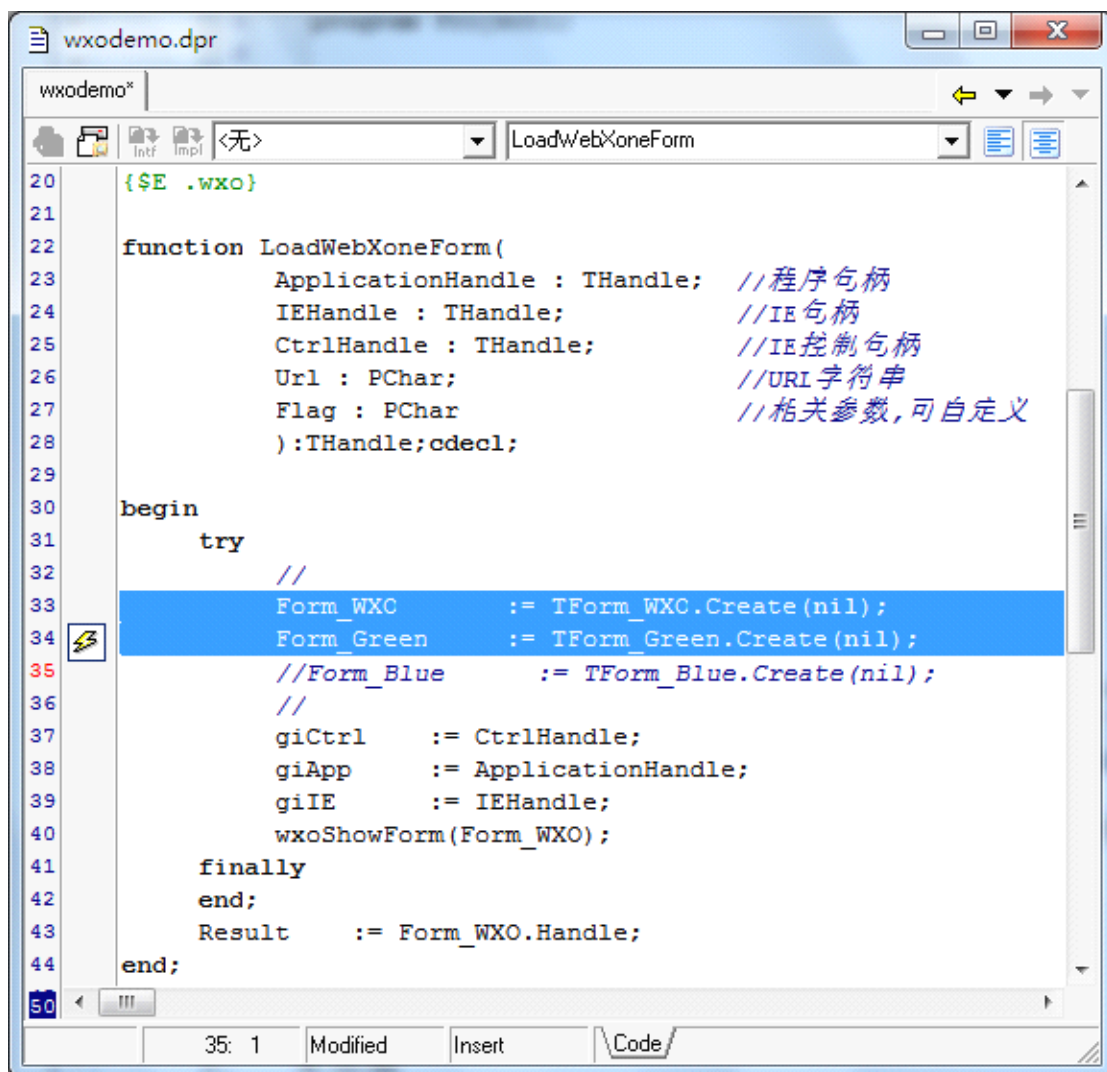 wxodemo.dpr
wxodemo*
Intf Impl <无> LoadWebXoneForm
20 {$E .wxo}
21
22 function LoadWebXoneForm(
23 ApplicationHandle : THandle; //程序句柄
24 IEHandle : THandle; //IE句柄
25 CtrlHandle : THandle; //IE控制句柄
26 Url : PChar; //URL字符串
27 Flag : PChar //相关参数,可自定义
28 ):THandle;cdecl;
29
30 begin
31 try
32 //
33 Form_WXO := TForm_WXO.Create(nil);
34 Form_Green := TForm_Green.Create(nil);
35 //Form_Blue := TForm_Blue.Create(nil);
36 //
37 giCtrl := CtrlHandle;
38 giApp := ApplicationHandle;
39 giIE := IEHandle;
40 wxoShowForm(Form_WXO);
41 finally
42 end;
43 Result := Form_WXO.Handle;
44 end;
50
35: 1 Modified Insert \Code/